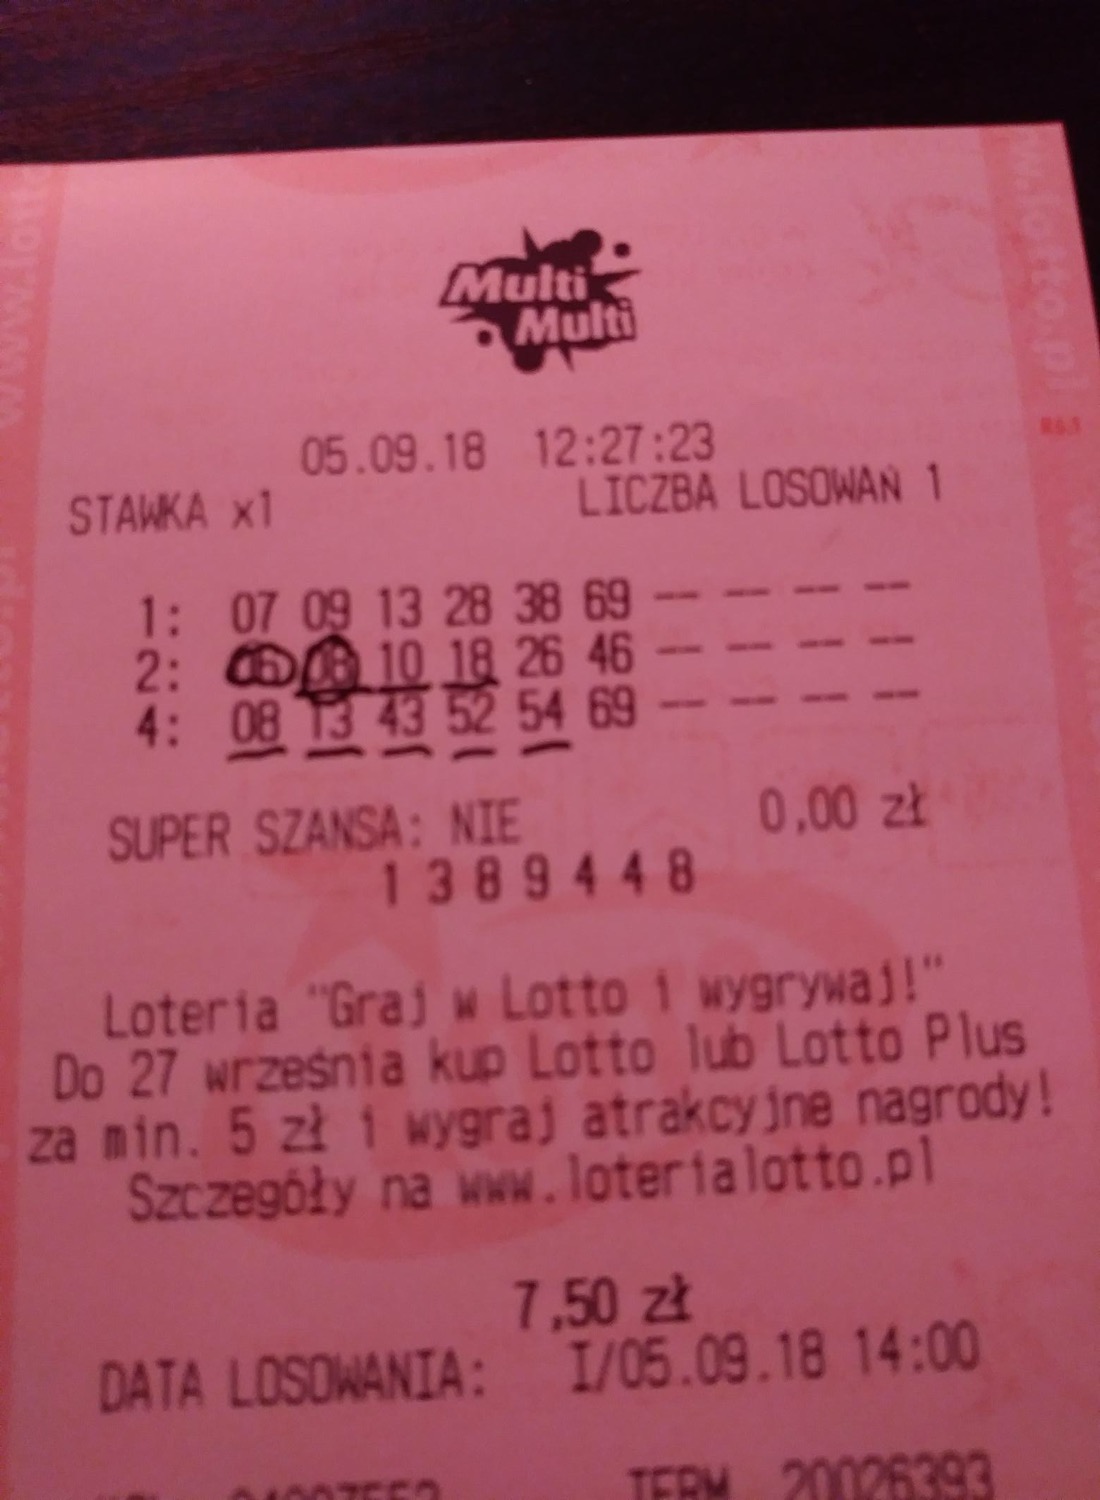 Multi
Multi
05.09.18 12:27:23
STAWKA x1 LICZBA LOSOWAŃ 1
1: 07 09 13 28 38 69 -- -- -- --
2: 06 08 10 18 26 46 -- -- -- --
4: 08 13 43 52 54 69 -- -- -- --
SUPER SZANSA: NIE 0,00 zł
1 3 8 9 4 4 8
Loteria "Graj w Lotto i wygrywaj!"
Do 27 września kup Lotto lub Lotto Plus
za min. 5 zł i wygraj atrakcyjne nagrody!
Szczegóły na www.loterialotto.pl
7,50 zł
DATA LOSOWANIA: I/05.09.18 14:00
TERM 20026393